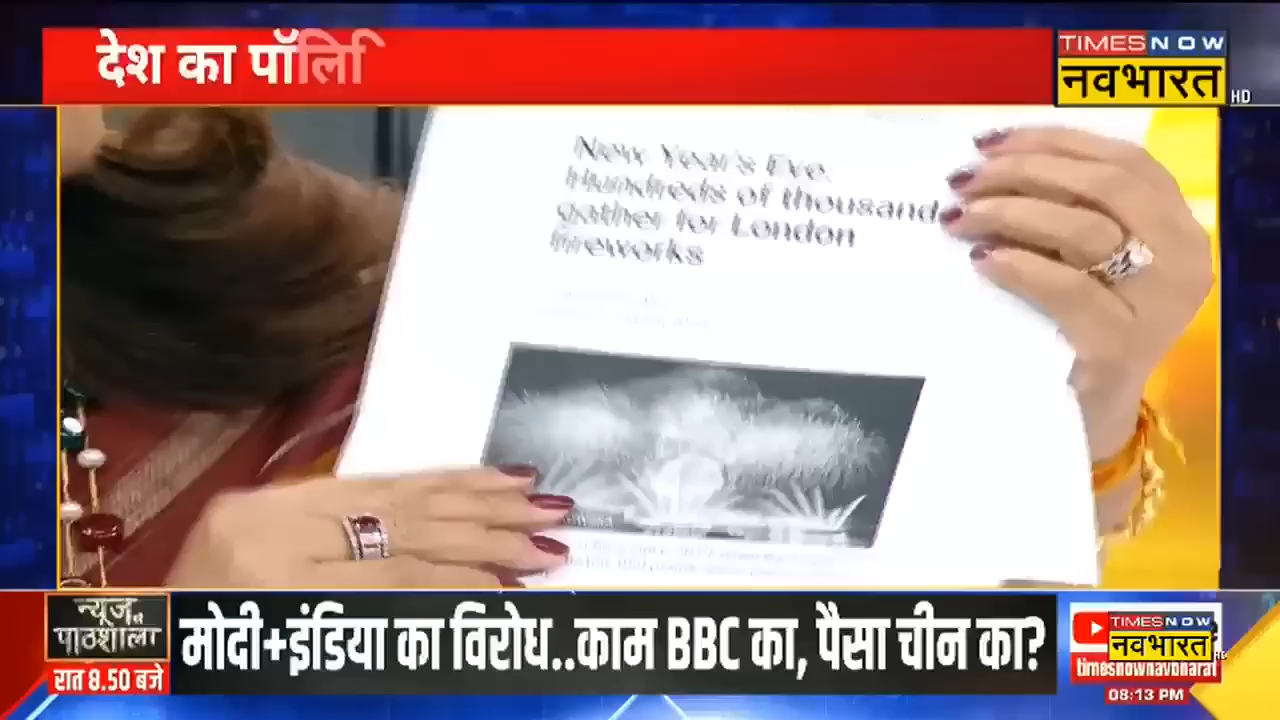 देश का पॉलि
TIMES NOW
नवभारत
HD
New Year's Eve:
Hundreds of thousand
gather for London
fireworks
न्यूज़ की
पाठशाला
रात 8.50 बजे
मोदी+इंडिया का विरोध..काम BBC का, पैसा चीन का?
TIMES NOW
नवभारत
timesnownavbharat
08:13 PM